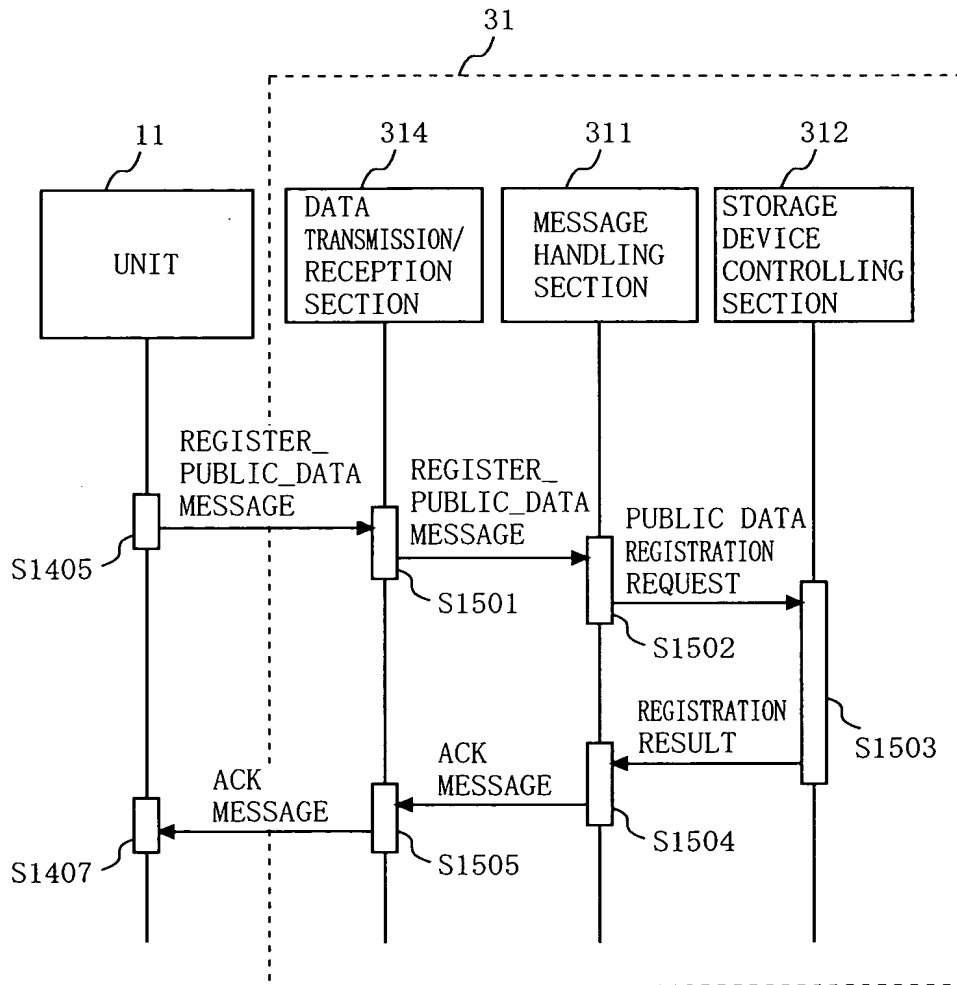 31
11
314
311
312
UNIT
DATA
TRANSMISSION/
RECEPTION
SECTION
MESSAGE
HANDLING
SECTION
STORAGE
DEVICE
CONTROLLING
SECTION
REGISTER_
PUBLIC_DATA
MESSAGE
S1405
REGISTER_
PUBLIC_DATA
MESSAGE
S1501
PUBLIC DATA
REGISTRATION
REQUEST
S1502
REGISTRATION
RESULT
S1503
ACK
MESSAGE
S1504
ACK
MESSAGE
S1505
S1407